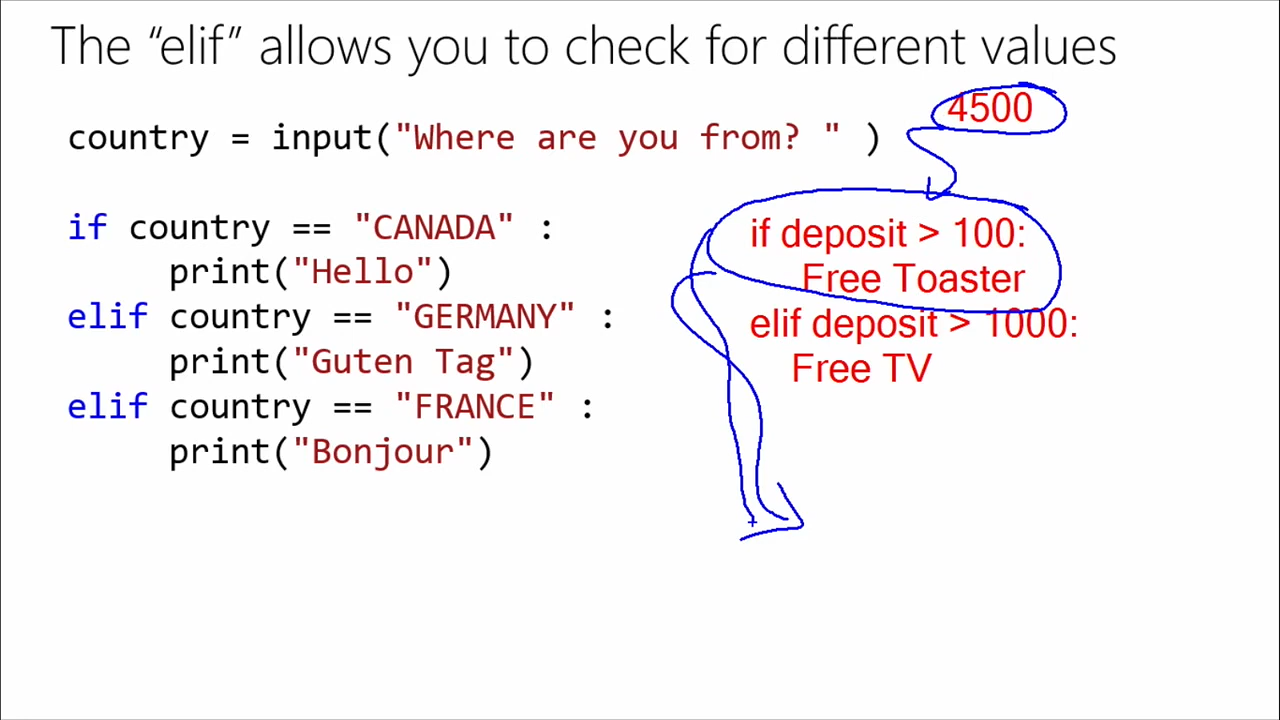 The “elif” allows you to check for different values
country = input("Where are you from? " )
if country == "CANADA" :
print("Hello")
elif country == "GERMANY" :
print("Guten Tag")
elif country == "FRANCE" :
print("Bonjour")
4500
if deposit > 100:
Free Toaster
elif deposit > 1000:
Free TV